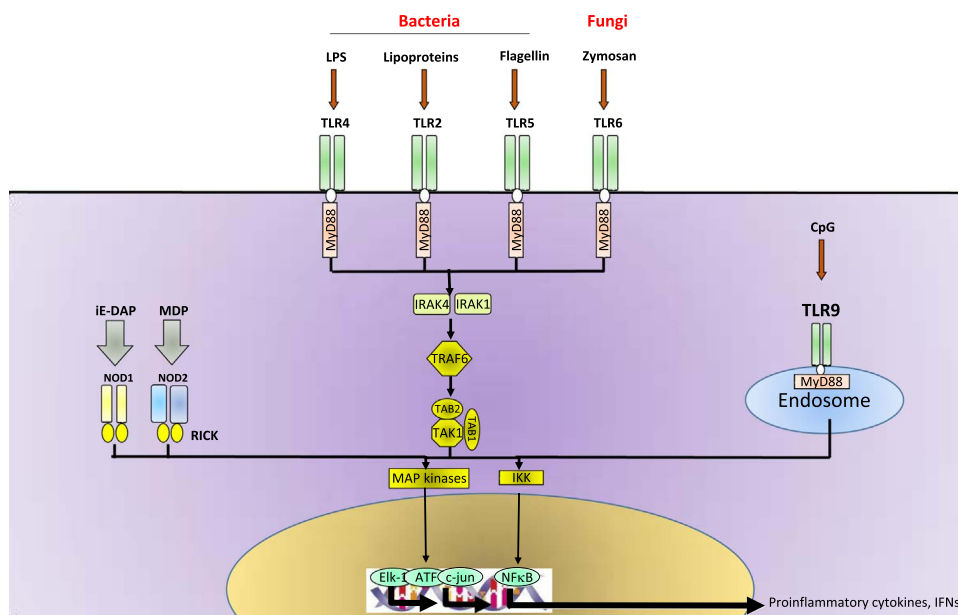 Bacteria Fungi
LPS Lipoproteins Flagellin Zymosan
TLR4 TLR2 TLR5 TLR6
MyD88 MyD88 MyD88 MyD88
CpG
IRAK4 IRAK1
iE-DAP MDP
TLR9
TRAF6
NOD1 NOD2
MyD88
Endosome
TAB2
TAK1 TAB1
RICK
MAP kinases IKK
Elk-1 ATF c-jun NFκB
Proinflammary cytokines, IFNs